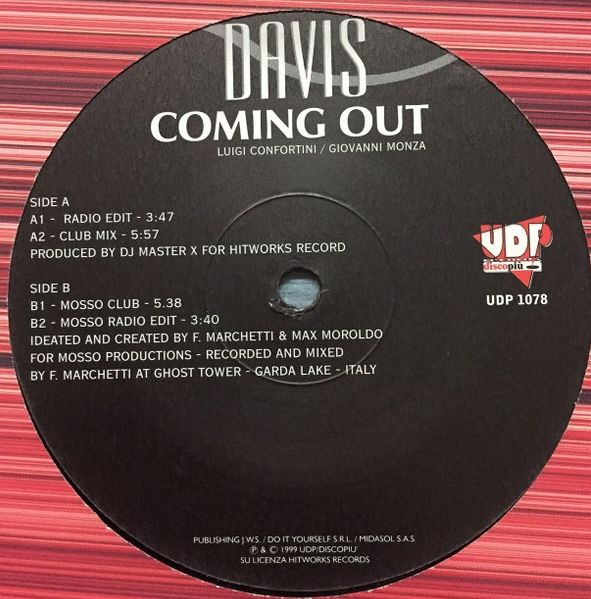 DAVIS
COMING OUT
LUIGI CONFORTINI / GIOVANNI MONZA
SIDE A
A1 - RADIO EDIT - 3:47
A2 - CLUB MIX - 5:57
PRODUCED BY DJ MASTER X FOR HITWORKS RECORD
UDP
discopiù
UDP 1078
SIDE B
B1 - MOSSO CLUB - 5.38
B2 - MOSSO RADIO EDIT - 3:40
IDEATED AND CREATED BY F. MARCHETTI & MAX MOROLDO
FOR MOSSO PRODUCTIONS - RECORDED AND MIXED
BY F. MARCHETTI AT GHOST TOWER - GARDA LAKE - ITALY
PUBLISHING J.W.S. / DO IT YOURSELF S.R.L. / MIDASOL S.A.S.
℗ & © 1999 UDP/DISCOPIU'
SU LICENZA HITWORKS RECORDS